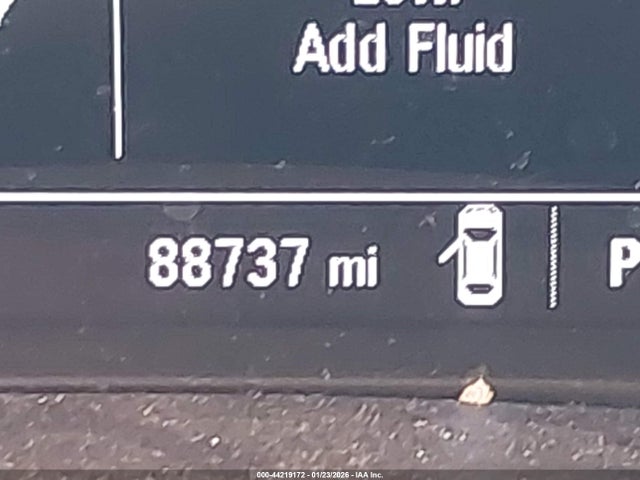 Add Fluid
88737 mi
P
000-44219172 - 01/23/2026 - IAA Inc.